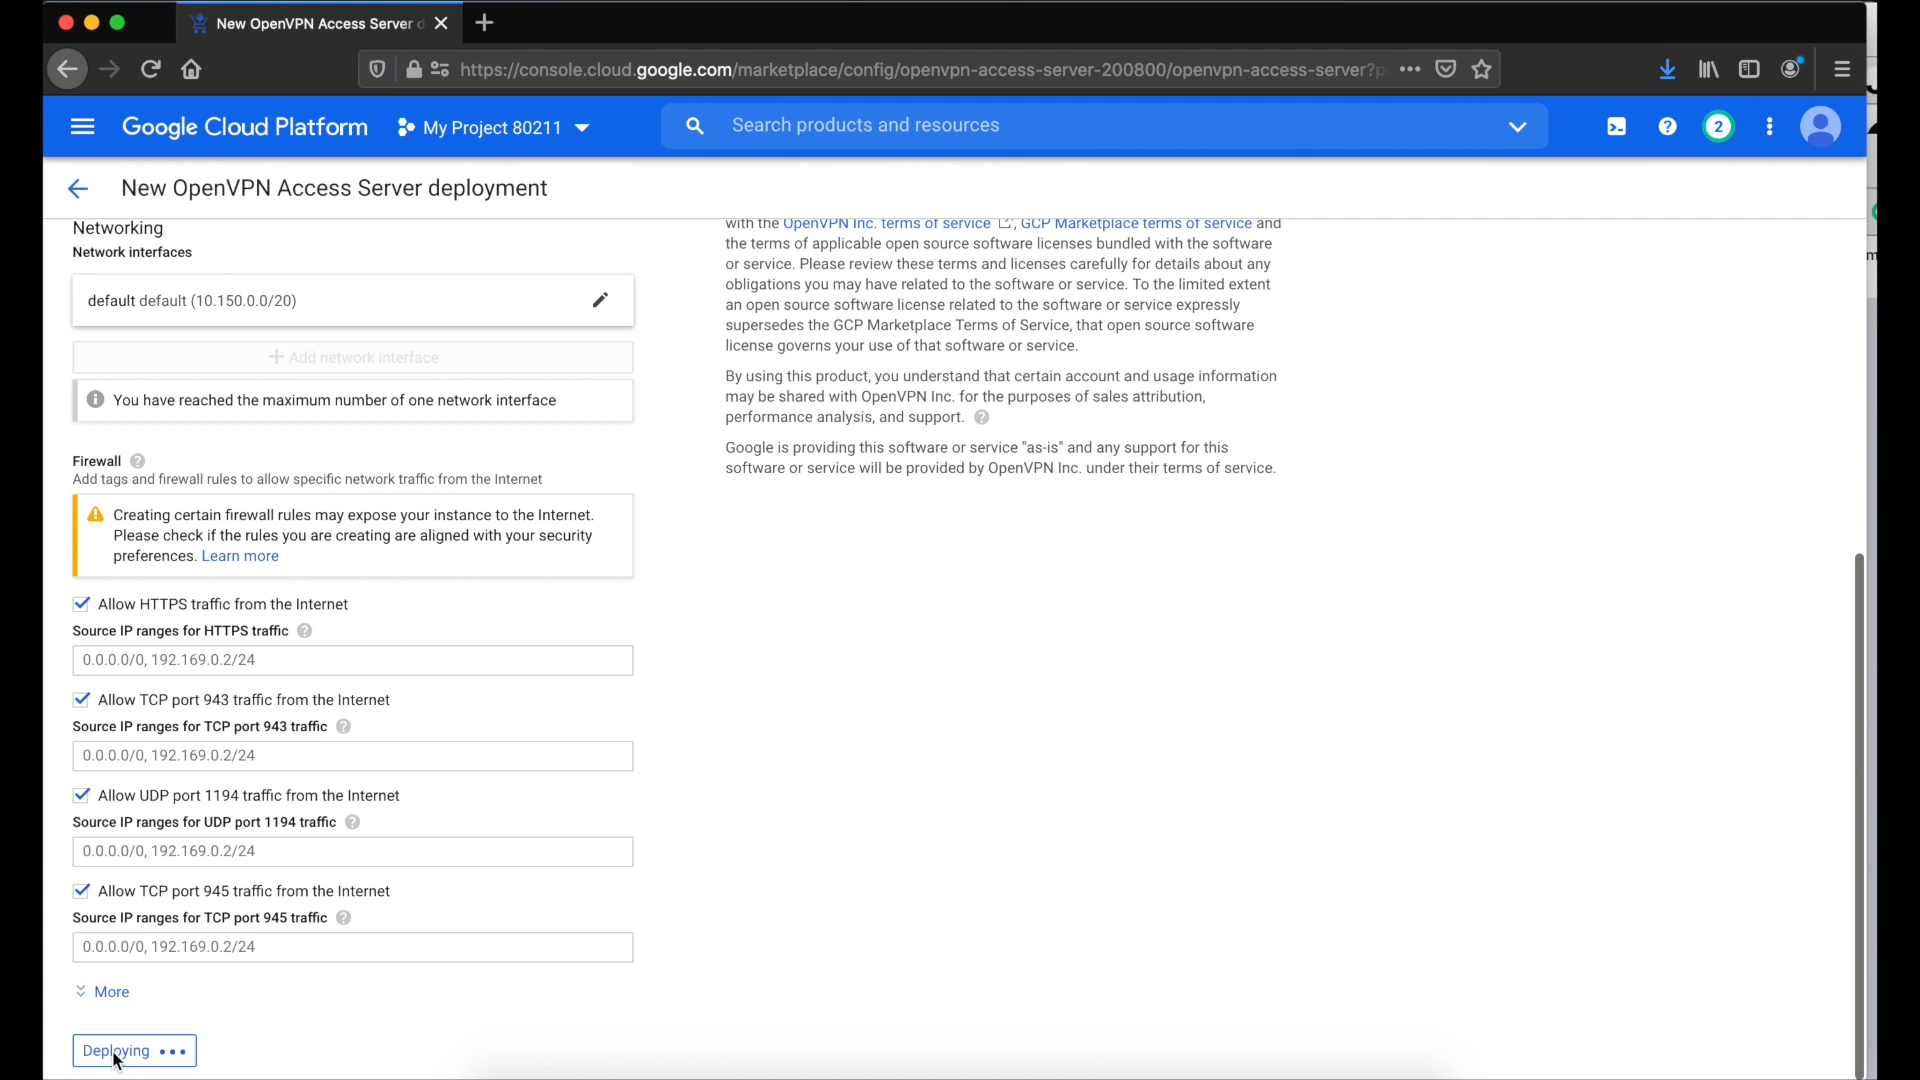 New OpenVPN Access Server d
https://console.cloud.google.com/marketplace/config/openvpn-access-server-200800/openvpn-access-server?p
Google Cloud Platform
My Project 80211
Search products and resources
2
New OpenVPN Access Server deployment
Networking
Network interfaces
default default (10.150.0.0/20)
+ Add network interface
You have reached the maximum number of one network interface
Firewall
Add tags and firewall rules to allow specific network traffic from the Internet
Creating certain firewall rules may expose your instance to the Internet.
Please check if the rules you are creating are aligned with your security
preferences. Learn more
Allow HTTPS traffic from the Internet
Source IP ranges for HTTPS traffic
0.0.0.0/0, 192.169.0.2/24
Allow TCP port 943 traffic from the Internet
Source IP ranges for TCP port 943 traffic
0.0.0.0/0, 192.169.0.2/24
Allow UDP port 1194 traffic from the Internet
Source IP ranges for UDP port 1194 traffic
0.0.0.0/0, 192.169.0.2/24
Allow TCP port 945 traffic from the Internet
Source IP ranges for TCP port 945 traffic
0.0.0.0/0, 192.169.0.2/24
More
Deploying
with the OpenVPN Inc. terms of service, GCP Marketplace terms of service and
the terms of applicable open source software licenses bundled with the software
or service. Please review these terms and licenses carefully for details about any
obligations you may have related to the software or service. To the limited extent
an open source software license related to the software or service expressly
supersedes the GCP Marketplace Terms of Service, that open source software
license governs your use of that software or service.
By using this product, you understand that certain account and usage information
may be shared with OpenVPN Inc. for the purposes of sales attribution,
performance analysis, and support.
Google is providing this software or service "as-is" and any support for this
software or service will be provided by OpenVPN Inc. under their terms of service.